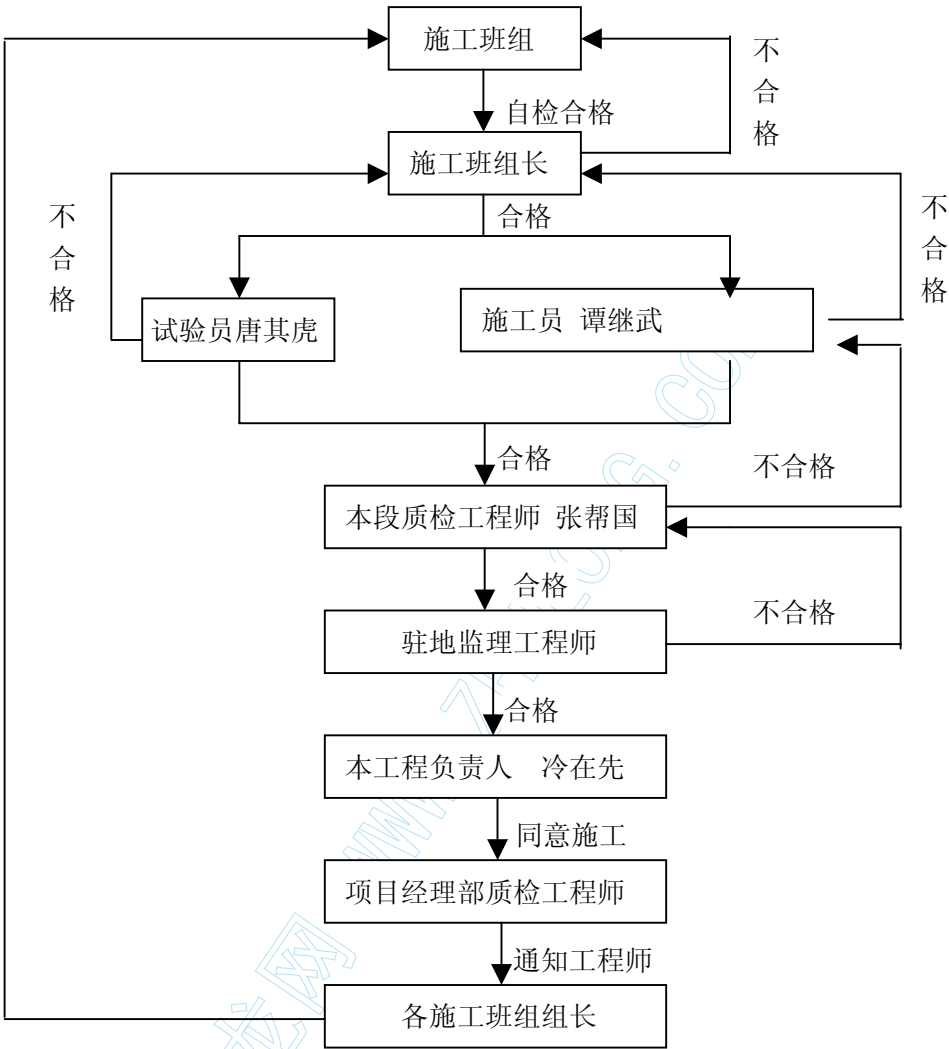 施工班组
不合格
自检合格
施工班组长
不合格
合格
不合格
试验员唐其虎
施工员 谭继武
合格
不合格
本段质检工程师 张帮国
合格
不合格
驻地监理工程师
合格
本工程负责人 冷在先
同意施工
项目经理部质检工程师
通知工程师
各施工班组组长